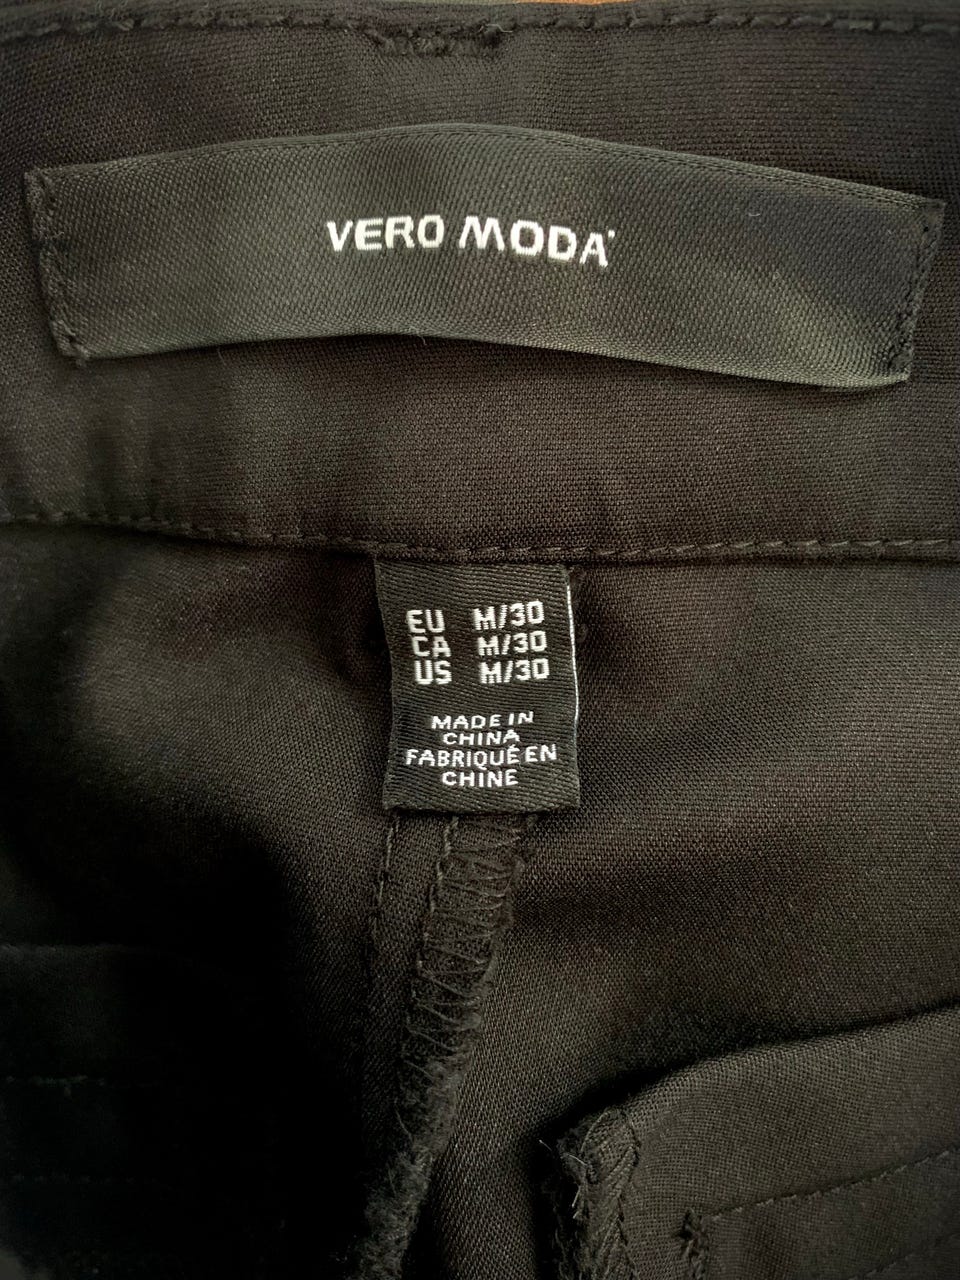 VERO MODA
EU M/30
CA M/30
US M/30
MADE IN
CHINA
FABRIQUÉ EN
CHINE